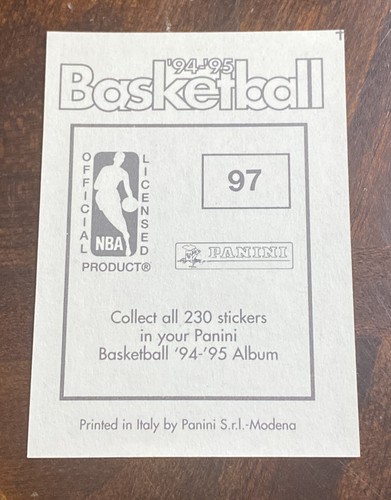 '94-'95
Basketball
OFFICIAL
LICENSED
NBA
PRODUCT®
97
PANINI
Collect all 230 stickers
in your Panini
Basketball '94-'95 Album
Printed in Italy by Panini S.r.l.-Modena